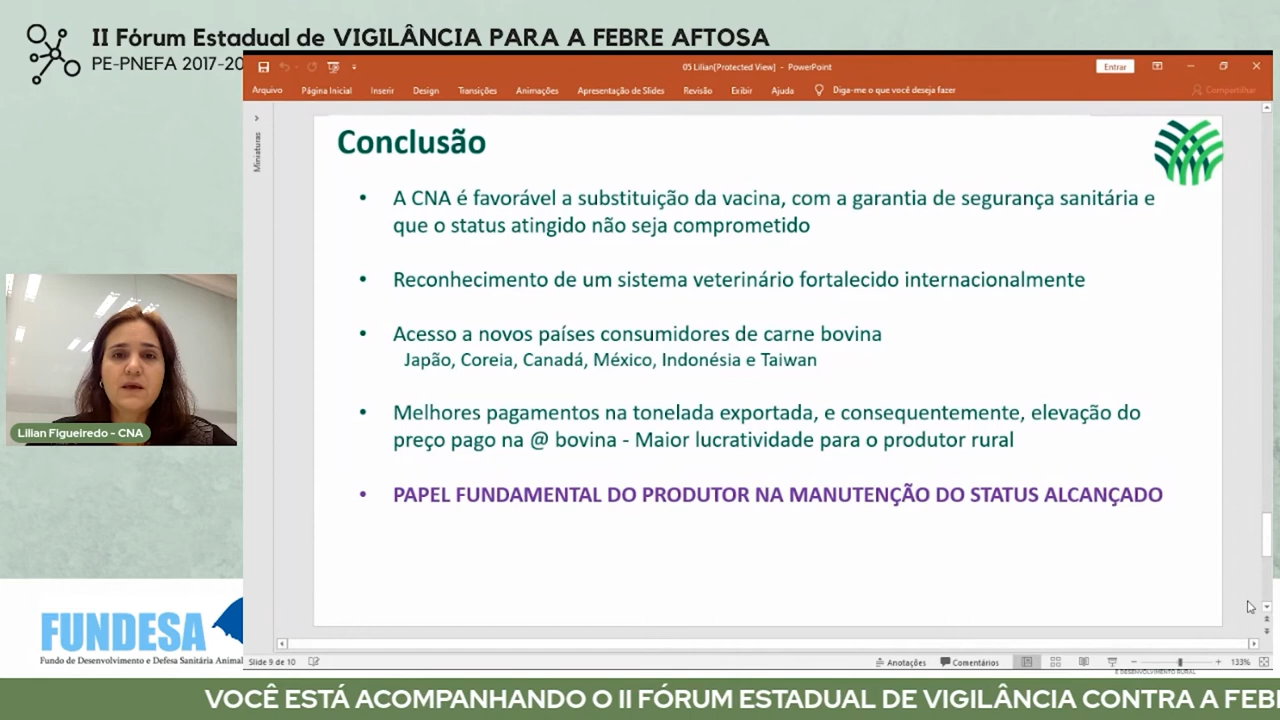 II Fórum Estadual de VIGILÂNCIA PARA A FEBRE AFTOSA
PE-PNEFA 2017-20
05 Lilian[Protected View] - PowerPoint
Entrar
Arquivo Página Inicial Inserir Design Transições Animações Apresentação de Slides Revisão Exibir Ajuda Diga-me o que você deseja fazer Compartilhar
Miniaturas
Conclusão
• A CNA é favorável a substituição da vacina, com a garantia de segurança sanitária e
que o status atingido não seja comprometido
• Reconhecimento de um sistema veterinário fortalecido internacionalmente
• Acesso a novos países consumidores de carne bovina
Japão, Coreia, Canadá, México, Indonésia e Taiwan
• Melhores pagamentos na tonelada exportada, e consequentemente, elevação do
preço pago na @ bovina - Maior lucratividade para o produtor rural
• PAPEL FUNDAMENTAL DO PRODUTOR NA MANUTENÇÃO DO STATUS ALCANÇADO
Lilian Figueiredo - CNA
FUNDESA
Fundo de Desenvolvimento e Defesa Sanitária Animal
Slide 9 de 10
Anotações Comentários 133%
E DESENVOLVIMENTO RURAL
VOCÊ ESTÁ ACOMPANHANDO O II FÓRUM ESTADUAL DE VIGILÂNCIA CONTRA A FEB